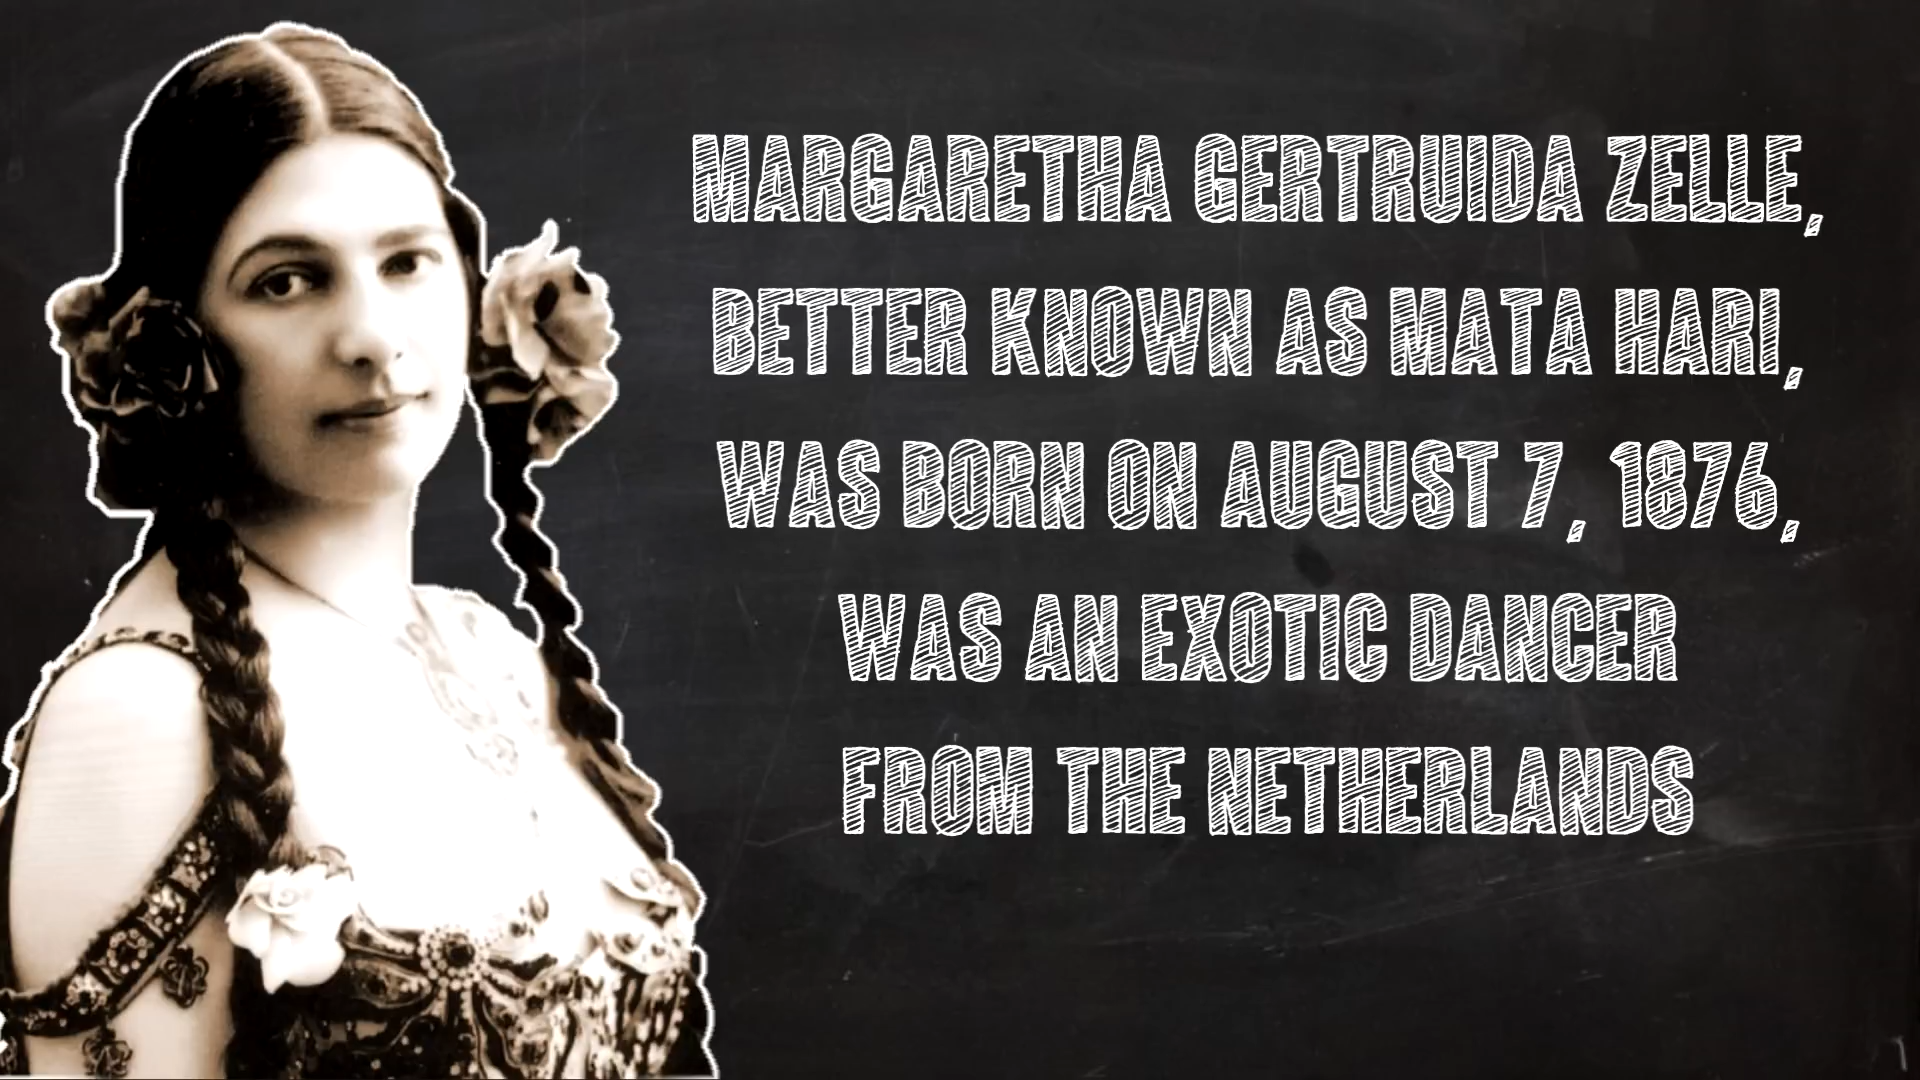 MARGARETHA GERTRUIDA ZELLE,
BETTER KNOWN AS MATA HARI,
WAS BORN ON AUGUST 7, 1876,
WAS AN EXOTIC DANCER
FROM THE NETHERLANDS